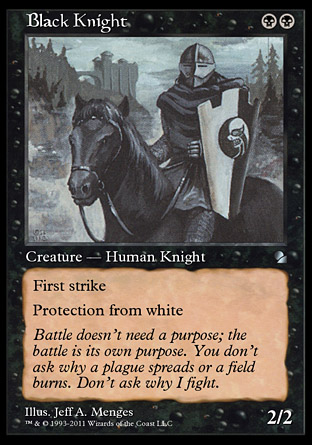 Black Knight
Creature — Human Knight
First strike
Protection from white
Battle doesn't need a purpose; the
battle is its own purpose. You don't
ask why a plague spreads or a field
burns. Don't ask why I fight.
Illus. Jeff A. Menges
™ & © 1993-2011 Wizards of the Coast LLC
2/2